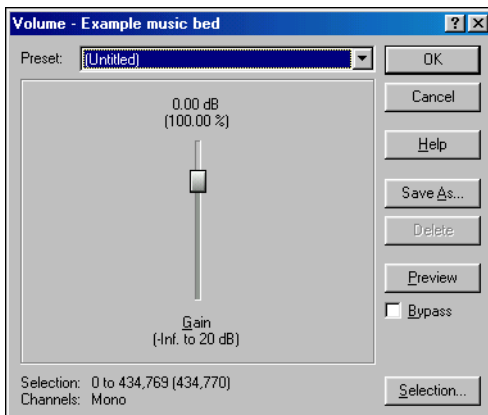 Volume - Example music bed
Preset: (Untitled)
OK
Cancel
Help
Save As...
Delete
Preview
Bypass
0.00 dB
(100.00 %)
Gain
(-Inf. to 20 dB)
Selection: 0 to 434,769 (434,770)
Channels: Mono
Selection...